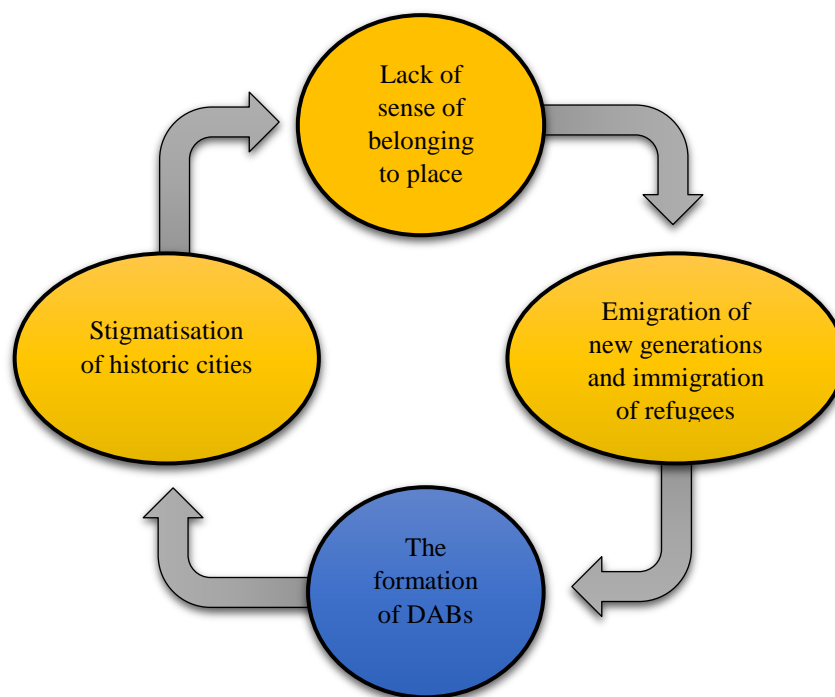 Lack of
sense of
belonging
to place
Emigration of
new generations
and immigration
of refugees
Stigmatisation
of historic cities
The
formation
of DABs